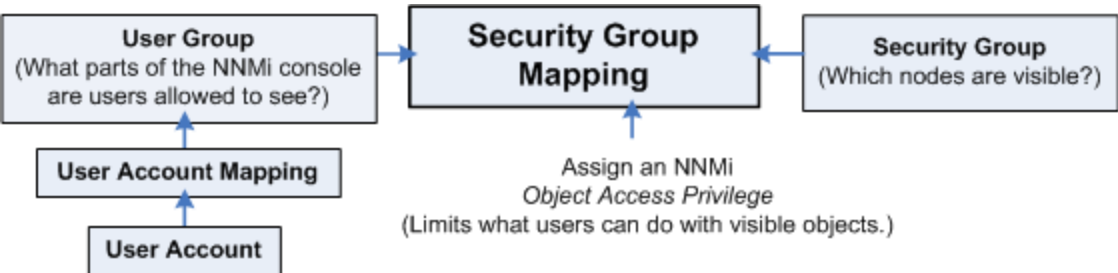 User Group
(What parts of the NNMi console
are users allowed to see?)
Security Group
Mapping
Security Group
(Which nodes are visible?)
User Account Mapping
User Account
Assign an NNMi
Object Access Privilege
(Limits what users can do with visible objects.)